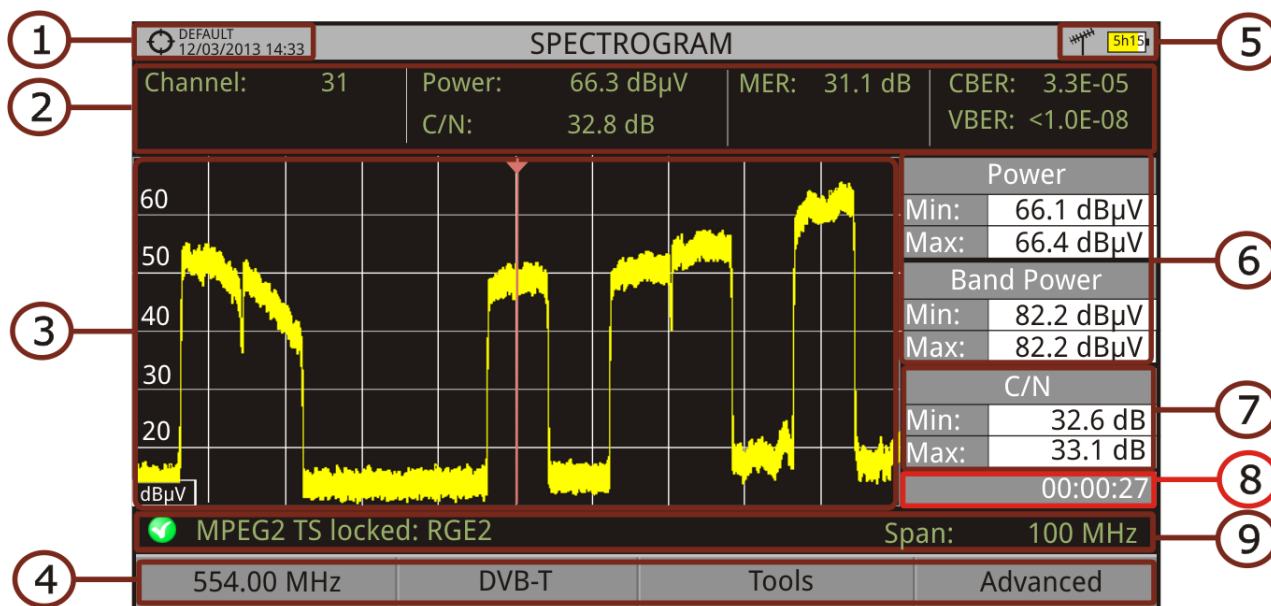 1
DEFAULT
12/03/2013 14:33
SPECTROGRAM
5h15
5
2
Channel: 31 Power: 66.3 dBµV MER: 31.1 dB CBER: 3.3E-05
C/N: 32.8 dB VBER: <1.0E-08
3
60
50
40
30
20
dBµV
Power
Min: 66.1 dBµV
Max: 66.4 dBµV
Band Power
Min: 82.2 dBµV
Max: 82.2 dBµV
6
C/N
Min: 32.6 dB
Max: 33.1 dB
7
00:00:27
8
MPEG2 TS locked: RGE2 Span: 100 MHz
9
4
554.00 MHz DVB-T Tools Advanced